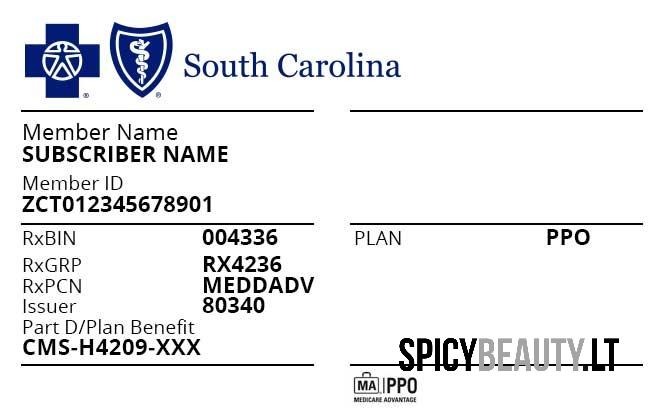 South Carolina
Member Name
SUBSCRIBER NAME
Member ID
ZCT012345678901
RxBIN 004336
PLAN PPO
RxGRP RX4236
RxPCN MEDDADV
Issuer 80340
Part D/Plan Benefit
CMS-H4209-XXX
SPICYBEAUTY.LT
MA PPO
MEDICARE ADVANTAGE